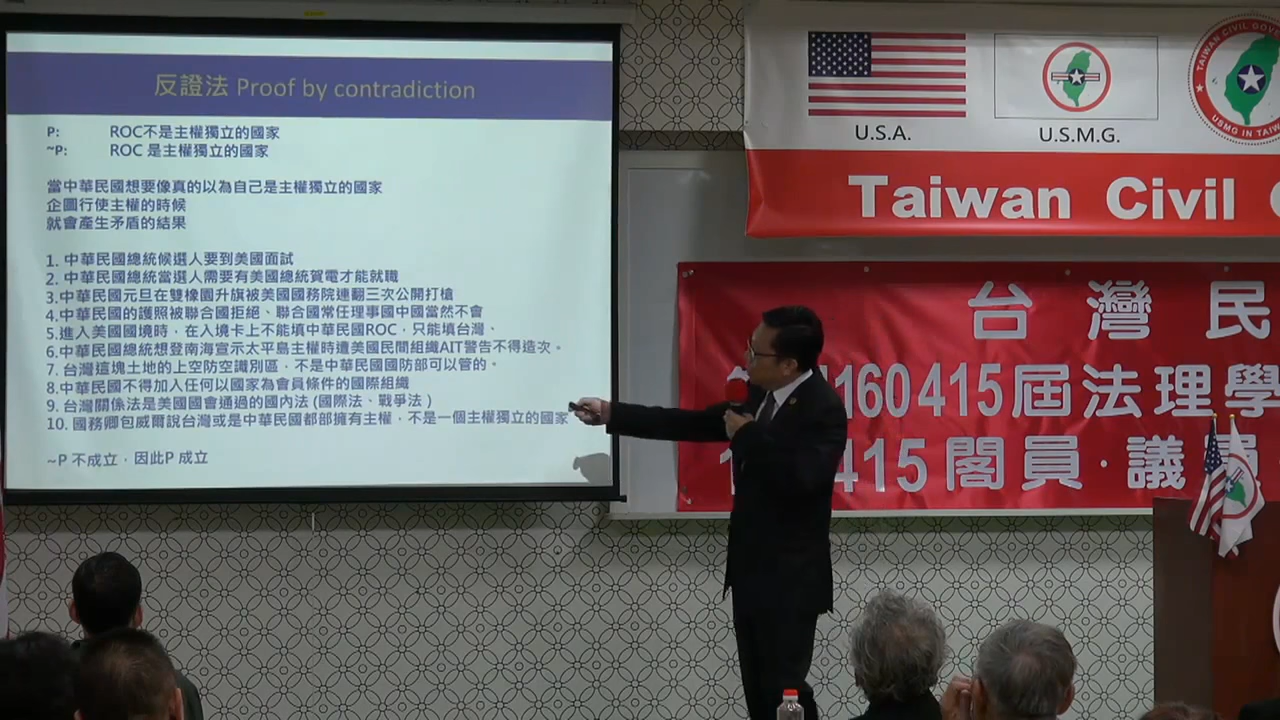 反證法 Proof by contradiction
P: ROC不是主權獨立的國家
~P: ROC 是主權獨立的國家
當中華民國想要像真的以為自己是主權獨立的國家
企圖行使主權的時候
就會產生矛盾的結果
1. 中華民國總統候選人要到美國面試
2. 中華民國總統當選人需要有美國總統賀電才能就職
3.中華民國元旦在雙橡園升旗被美國國務院連翻三次公開打槍
4.中華民國的護照被聯合國拒絕、聯合國常任理事國中國當然不會
5.進入美國國境時，在入境卡上不能填中華民國ROC，只能填台灣、
6.中華民國總統想登南海宣示太平島主權時遭美國民間組織AIT警告不得造次。
7. 台灣這塊土地的上空防空識別區，不是中華民國國防部可以管的。
8.中華民國不得加入任何以國家為會員條件的國際組織
9. 台灣關係法是美國國會通過的國內法 (國際法、戰爭法 )
10. 國務卿包威爾說台灣或是中華民國都部擁有主權，不是一個主權獨立的國家
~P 不成立，因此P 成立
U.S.A.
U.S.M.G.
TAIWAN CIVIL GOVE
USMG IN TAIW
Taiwan Civil
台灣民
160415屆法理學
415閣員·議員